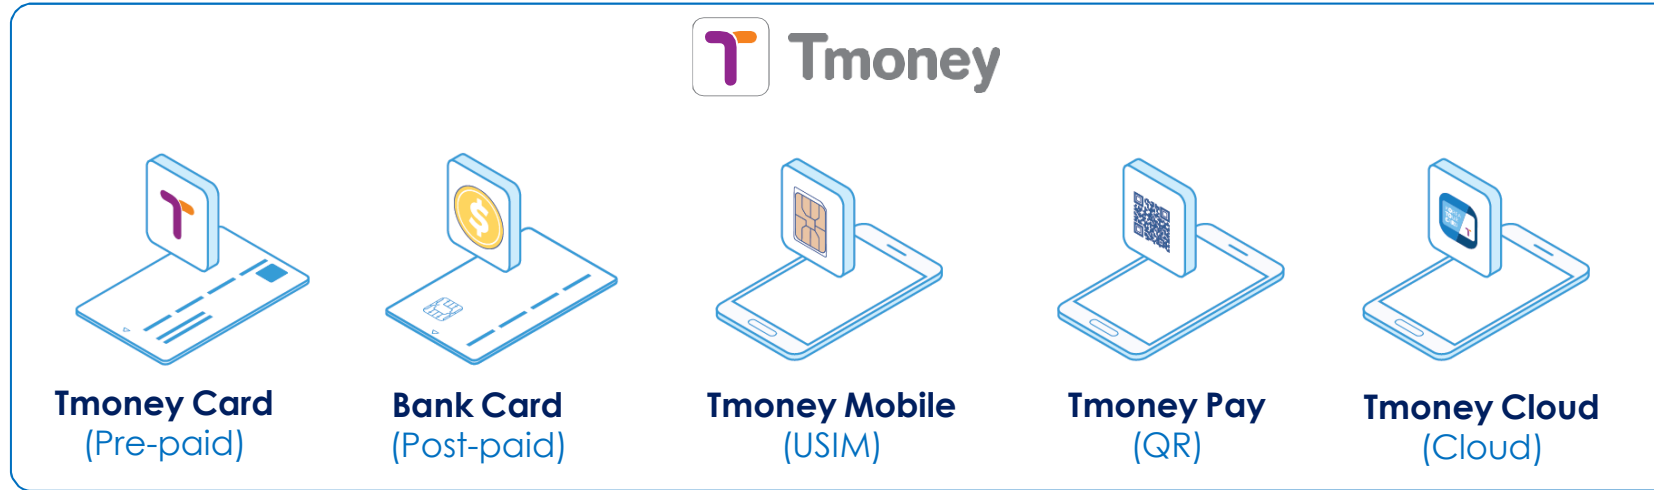 Tmoney
Tmoney Card
(Pre-paid)
Bank Card
(Post-paid)
Tmoney Mobile
(USIM)
Tmoney Pay
(QR)
Tmoney Cloud
(Cloud)